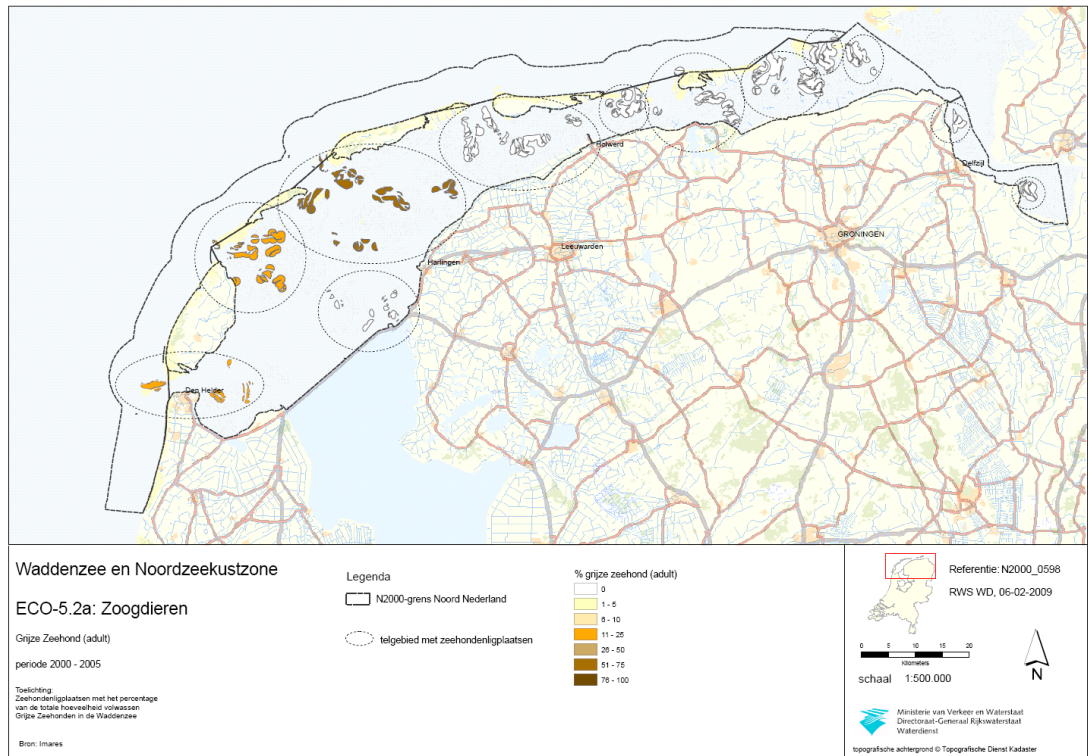 Holwerd
Delfzijl
GRONINGEN
Leeuwarden
Harlingen
Den Helder
Waddenzee en Noordzeekustzone
ECO-5.2a: Zoogdieren
Grijze Zeehond (adult)
periode 2000 - 2005
Toelichting:
Zeehondenligplaatsen met het percentage
van de totale hoeveelheid volwassen
Grijze Zeehonden in de Waddenzee
Bron: Imares
Legenda
N2000-grens Noord Nederland
telgebied met zeehondenligplaatsen
% grijze zeehond (adult)
0
1 - 5
6 - 10
11 - 25
26 - 50
51 - 75
76 - 100
Referentie: N2000_0598
RWS WD, 06-02-2009
0 5 10 15 20
Kilometers
schaal 1:500.000
N
Ministerie van Verkeer en Waterstaat
Directoraat-Generaal Rijkswaterstaat
Waterdienst
topografische achtergrond © Topografische Dienst Kadaster